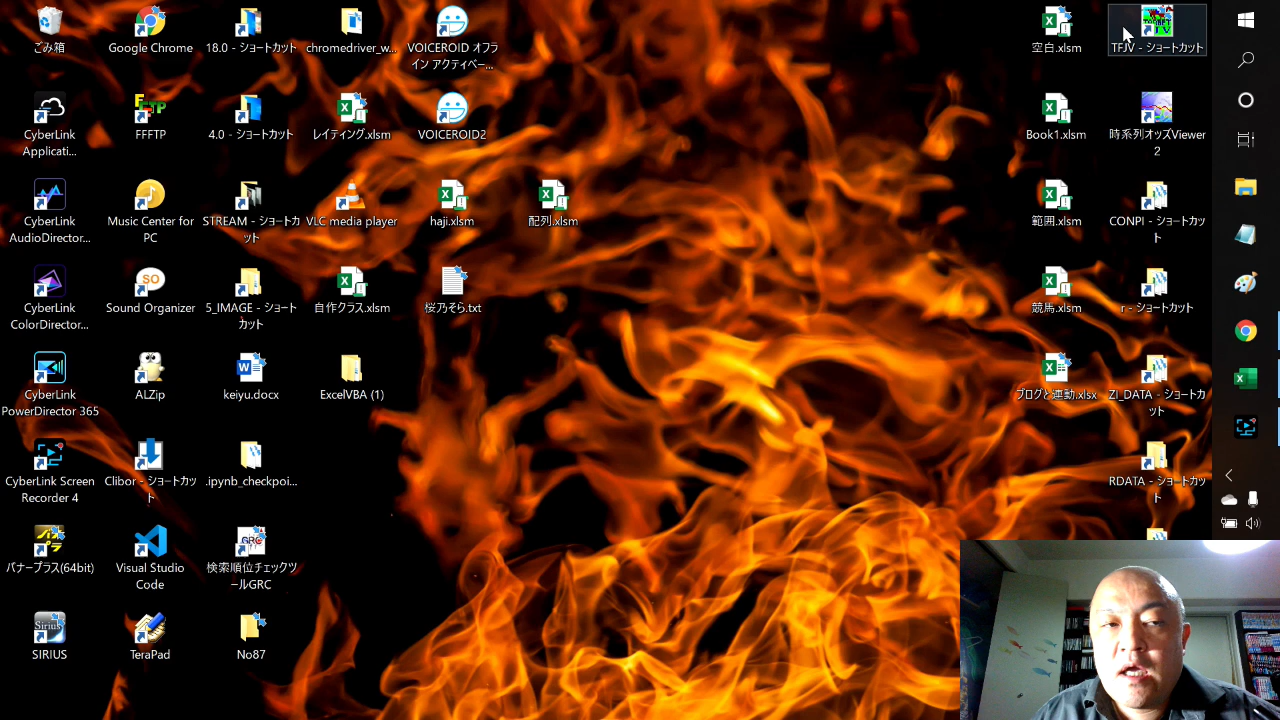 ごみ箱
Google Chrome
18.0 - ショートカット
chromedriver_w...
VOICEROID オフラ
イン アクティベー...
空白.xlsm
TFJV - ショートカット
CyberLink
Applicati...
FFFTP
4.0 - ショートカット
レイティング.xlsm
VOICEROID2
Book1.xlsm
時系列オッズViewer
2
CyberLink
AudioDirector...
Music Center for
PC
STREAM - ショートカ
ット
VLC media player
haji.xlsm
配列.xlsm
範囲.xlsm
CONPI - ショートカッ
ト
CyberLink
ColorDirector...
SO
Sound Organizer
5_IMAGE - ショート
カット
自作クラス.xlsm
桜乃そら.txt
競馬.xlsm
r - ショートカット
CyberLink
PowerDirector 365
ALZip
keiyu.docx
ExcelVBA (1)
ブログと連動.xlsx
ZI_DATA - ショートカ
ット
CyberLink Screen
Recorder 4
Clibor - ショートカッ
ト
.ipynb_checkpoi...
RDATA - ショートカッ
ト
バナープラス(64bit)
Visual Studio
Code
GRC
検索順位チェックツ
ールGRC
Sirius
SIRIUS
TeraPad
No87